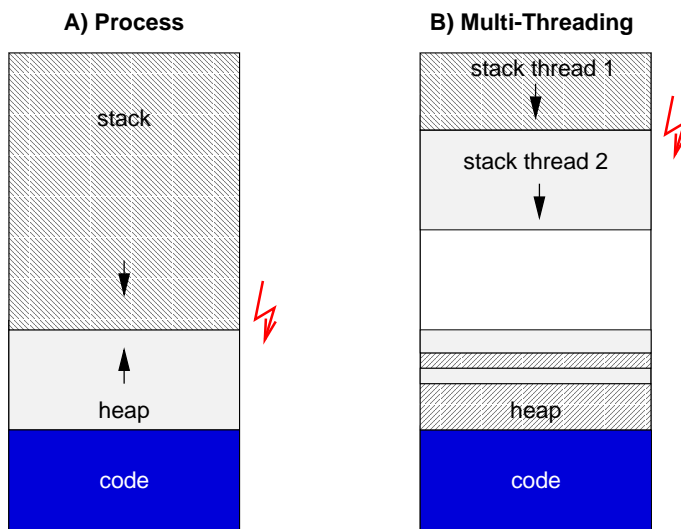 A) Process
stack
heap
code
B) Multi-Threading
stack thread 1
stack thread 2
heap
code